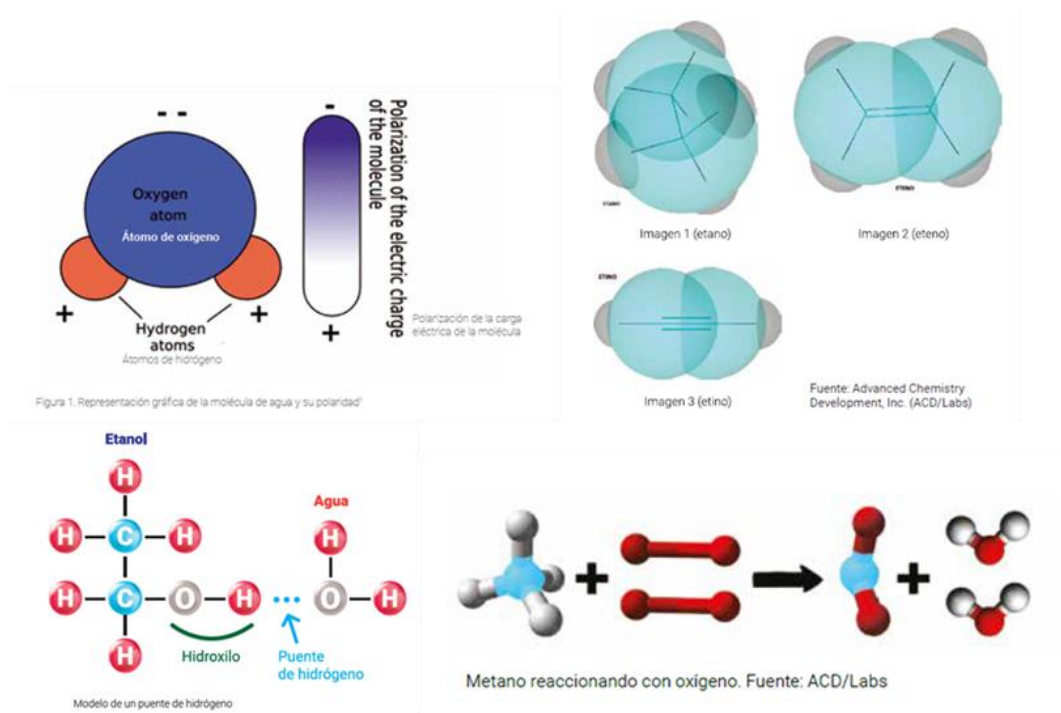 - -
Oxygen
atom
Átomo de oxígeno
+
+
Hydrogen
atoms
Átomos de hidrógeno
-
+
Polarization of the electric charge
of the molecule
Polarización de la carga
eléctrica de la molécula
Figura 1. Representación gráfica de la molécula de agua y su polaridad¹
ETANO
Imagen 1 (etano)
ETENO
Imagen 2 (eteno)
ETINO
Imagen 3 (etino)
Fuente: Advanced Chemistry
Development, Inc. (ACD/Labs)
Etanol
H
H C H
H C O H ... O H
H
Agua
H
Hidroxilo
Puente
de hidrógeno
Modelo de un puente de hidrógeno
+
+
Metano reaccionando con oxígeno. Fuente: ACD/Labs